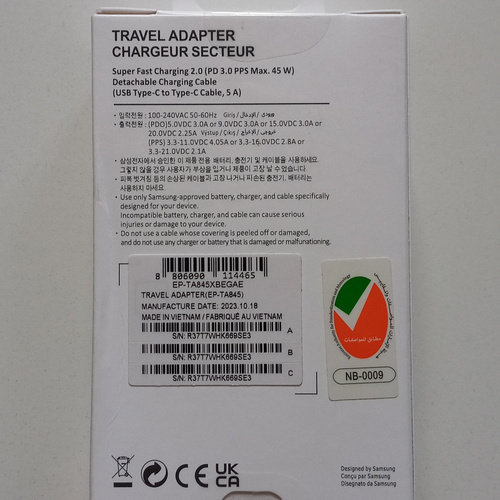 TRAVEL ADAPTER
CHARGEUR SECTEUR
Super Fast Charging 2.0 (PD 3.0 PPS Max. 45 W)
Detachable Charging Cable
(USB Type-C to Type-C Cable, 5 A)
· 입력전원 : 100-240VAC 50-60Hz Giriş / الإدخال / ورودی
· 출력전원 : (PDO)5.0VDC 3.0A or 9.0VDC 3.0A or 15.0VDC 3.0A or
20.0VDC 2.25A Výstup / Çıkış / الإخراج / خروجی
(PPS) 3.3-11.0V 4.05A or 3.3-16.0VDC 2.8A or
3.3-21.0VDC 2.1A
· 삼성전자에서 승인한 이 제품 전용 배터리, 충전기 및 케이블을 사용하세요.
그렇지 않을 경우 사용자가 부상을 입거나 제품이 고장 날 수 있습니다.
· 피복 벗겨짐 등의 손상된 케이블과 고장 나거나 파손된 충전기, 배터리는
사용하지 마세요.
· Use only Samsung-approved battery, charger, and cable specifically
designed for your device.
Incompatible battery, charger, and cable can cause serious
injuries or damage to your device.
· Do not use a cable whose covering is peeled off or damaged,
and do not use any charger or battery that is damaged or malfunctioning.
8 806090 114465
EP-TA845XBEGAE
TRAVEL ADAPTER(EP-TA845)
MANUFACTURE DATE: 2023.10.18
MADE IN VIETNAM / FABRIQUÉ AU VIETNAM
A
S/N: R37T7WHK669SE3
B
S/N: R37T7WHK669SE3
C
S/N: R37T7WHK669SE3
مطابق للمواصفات
NB-0009
CE
UK
CA
Designed by Samsung
Conçu par Samsung
Disegnato da Samsung